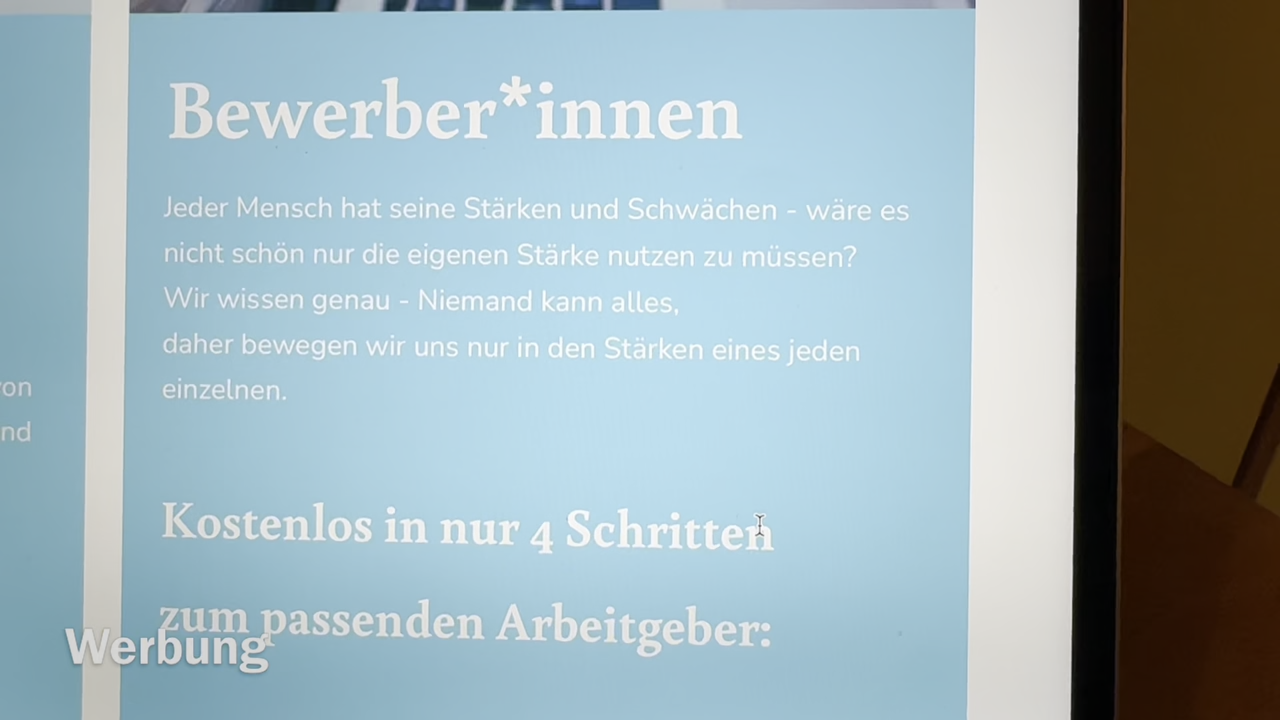 Bewerber*innen
Jeder Mensch hat seine Stärken und Schwächen - wäre es
nicht schön nur die eigenen Stärke nutzen zu müssen?
Wir wissen genau - Niemand kann alles,
daher bewegen wir uns nur in den Stärken eines jeden
einzelnen.
Kostenlos in nur 4 Schritten
zum passenden Arbeitgeber:
Werbung